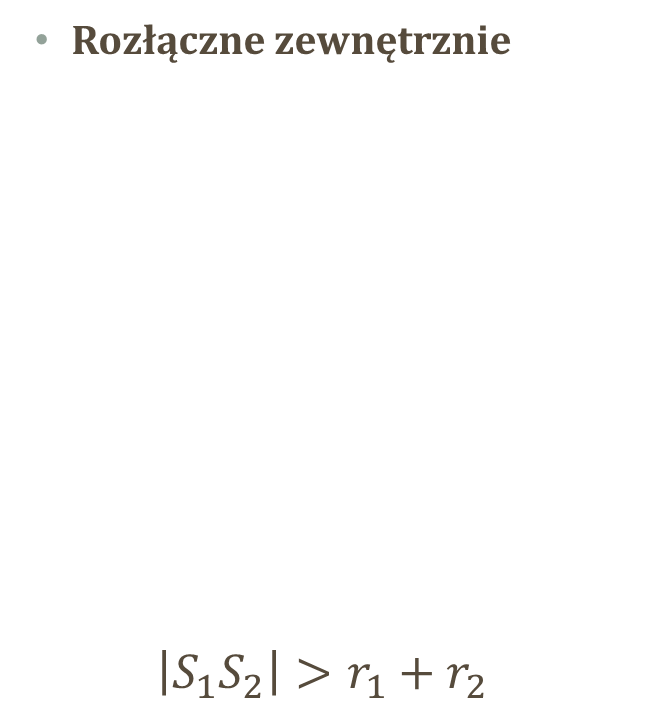 • Rozłączne zewnętrznie
|S₁S₂| > r₁ + r₂